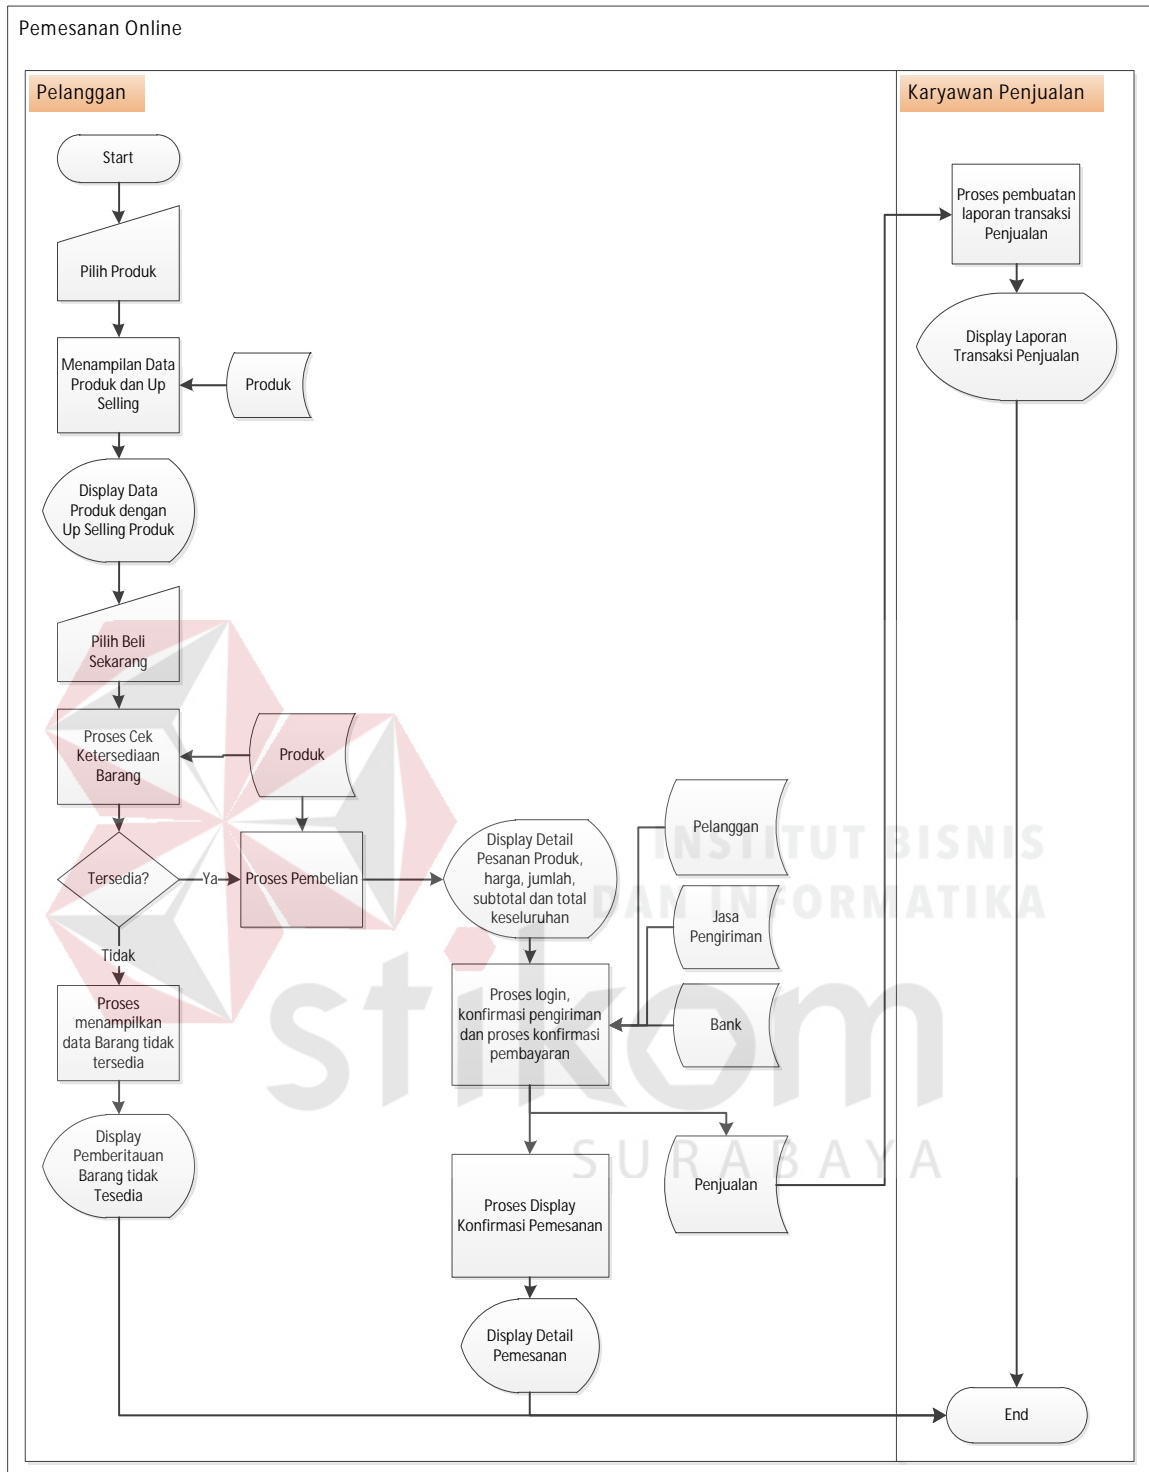 Pemesanan Online
Pelanggan
Karyawan Penjualan
Start
Pilih Produk
Menampilan Data
Produk dan Up
Selling
Produk
Display Data
Produk dengan
Up Selling Produk
Pilih Beli
Sekarang
Proses Cek
Ketersediaan
Barang
Produk
Tersedia?
Ya
Proses Pembelian
Tidak
Proses
menampilkan
data Barang tidak
tersedia
Display
Pemberitauan
Barang tidak
Tesedia
Display Detail
Pesanan Produk,
harga, jumlah,
subtotal dan total
keseluruhan
Pelanggan
Jasa
Pengiriman
Bank
Proses login,
konfirmasi pengiriman
dan proses konfirmasi
pembayaran
Proses Display
Konfirmasi Pemesanan
Penjualan
Display Detail
Pemesanan
Proses pembuatan
laporan transaksi
Penjualan
Display Laporan
Transaksi Penjualan
End
INSTITUT BISNIS
DAN INFORMATIKA
stikom
SURABAYA